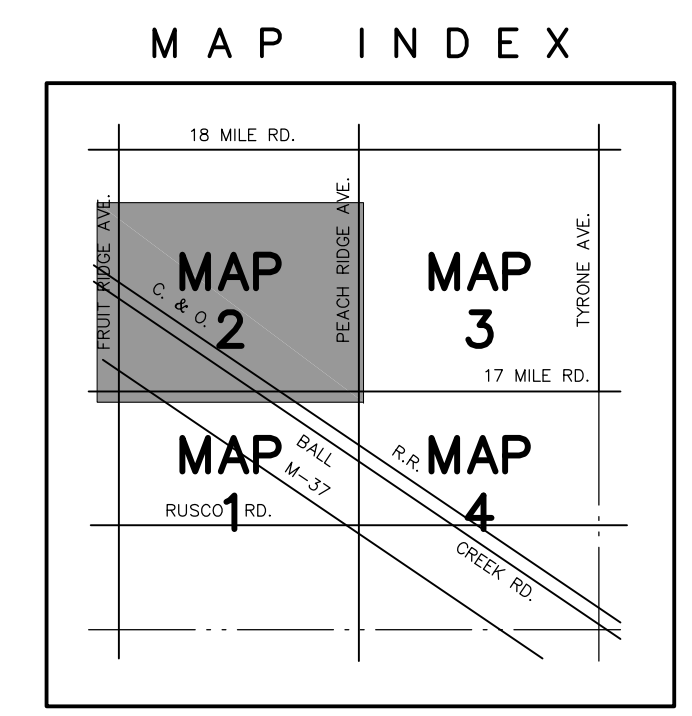 MAP INDEX
18 MILE RD.
FRUIT RIDGE AVE.
PEACH RIDGE AVE.
TYRONE AVE.
MAP
2
MAP
3
C. & O.
17 MILE RD.
MAP
1
MAP
4
BALL
R.R.
M-37
RUSCO RD.
CREEK RD.